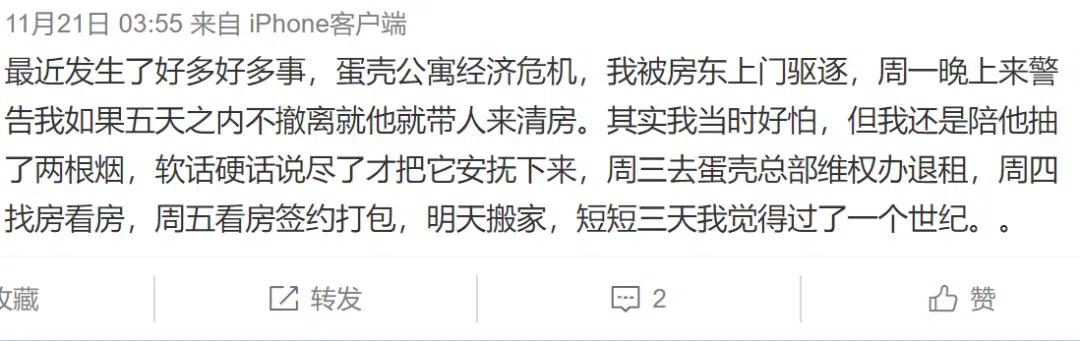 11月21日 03:55 来自 iPhone客户端
最近发生了好多好多事，蛋壳公寓经济危机，我被房东上门驱逐，周一晚上来警
告我如果五天之内不撤离就他就带人来清房。其实我当时好怕，但我还是陪他抽
了两根烟，软话硬话说尽了才把它安抚下来，周三去蛋壳总部维权办退租，周四
找房看房，周五看房签约打包，明天搬家，短短三天我觉得过了一个世纪。。
收藏 转发 2 赞